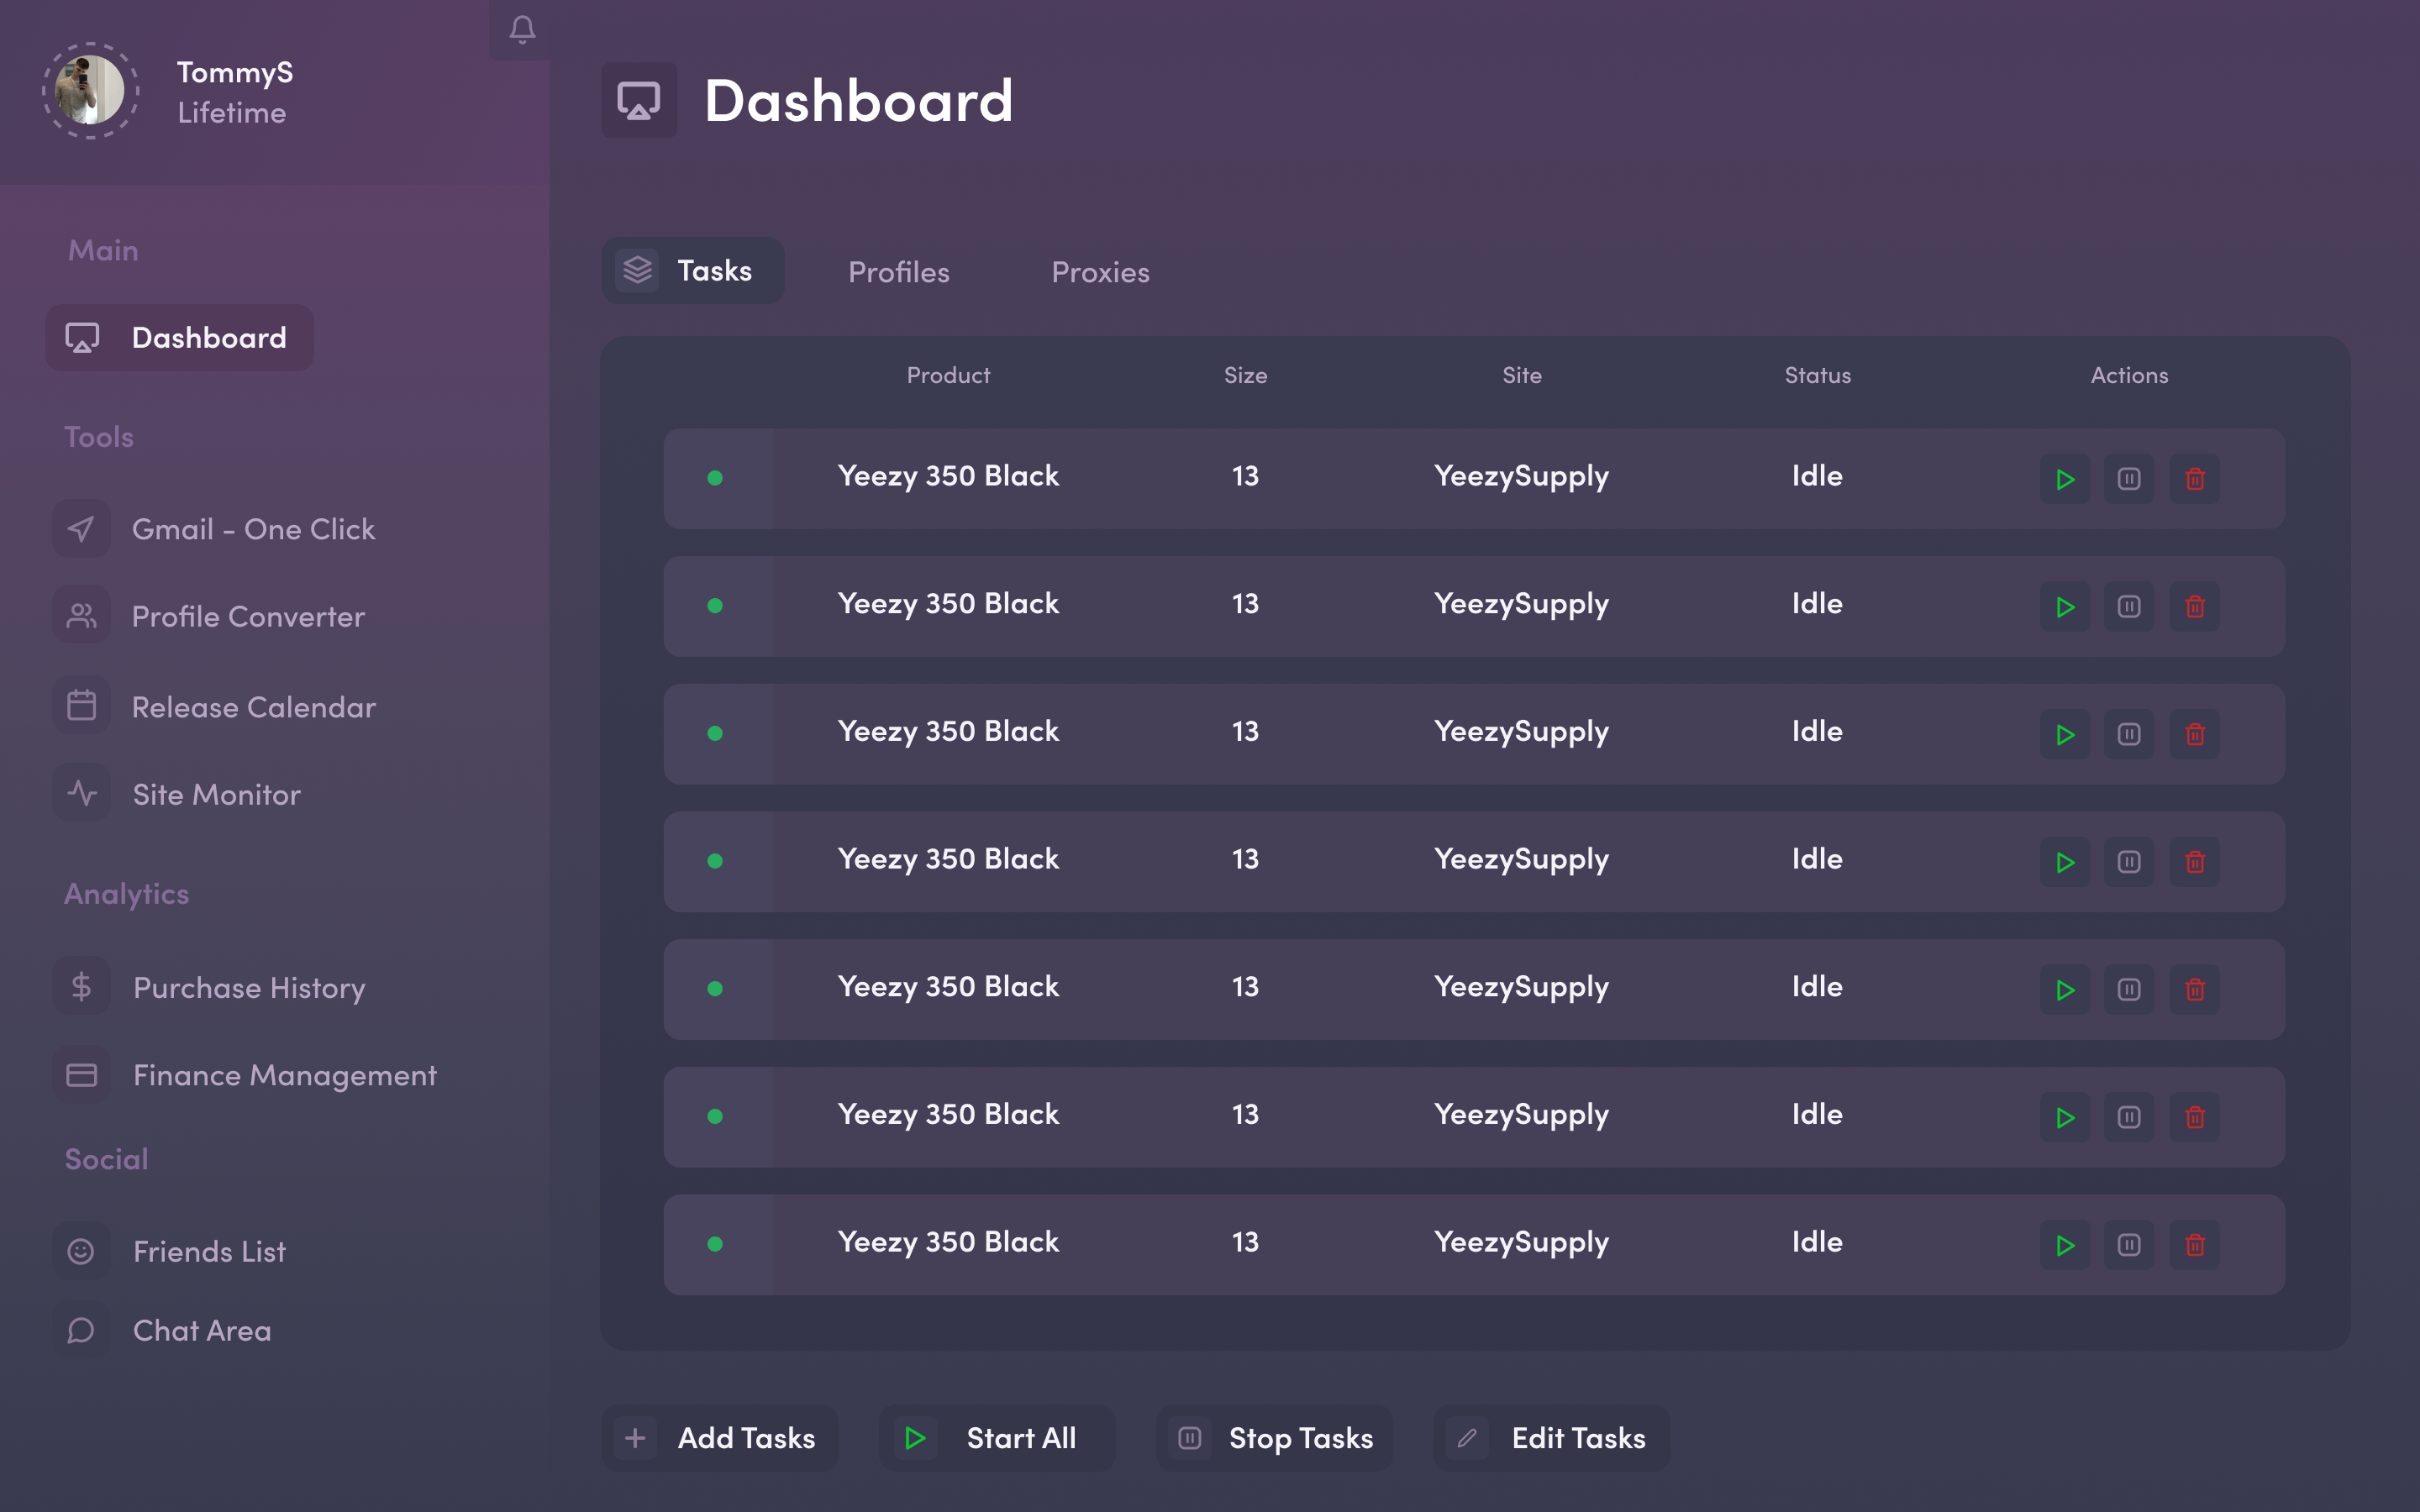 TommyS
Lifetime
Main
Dashboard
Tools
Gmail - One Click
Profile Converter
Release Calendar
Site Monitor
Analytics
Purchase History
Finance Management
Social
Friends List
Chat Area
Dashboard
Tasks Profiles Proxies
Product Size Site Status Actions
Yeezy 350 Black 13 YeezySupply Idle
Yeezy 350 Black 13 YeezySupply Idle
Yeezy 350 Black 13 YeezySupply Idle
Yeezy 350 Black 13 YeezySupply Idle
Yeezy 350 Black 13 YeezySupply Idle
Yeezy 350 Black 13 YeezySupply Idle
Yeezy 350 Black 13 YeezySupply Idle
Add Tasks Start All Stop Tasks Edit Tasks